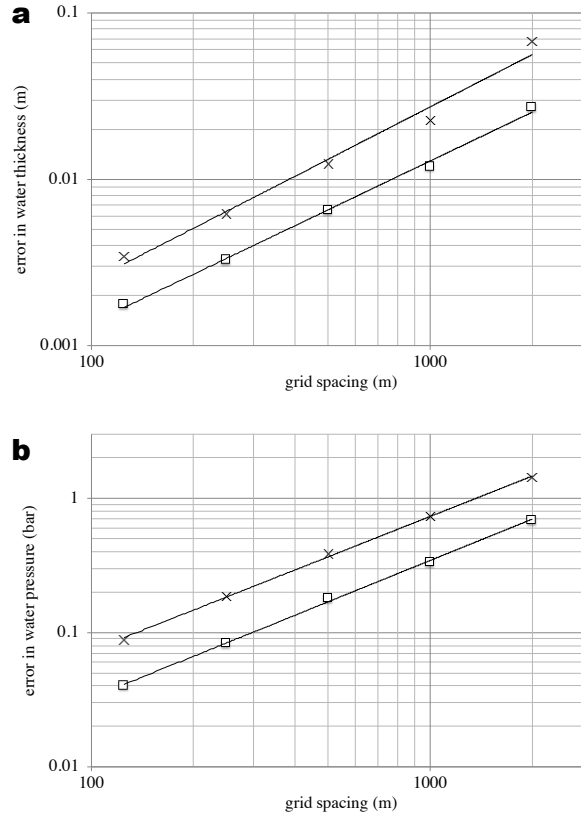 a
0.1
0.01
0.001
error in water thickness (m)
100
1000
grid spacing (m)
b
1
0.1
0.01
error in water pressure (bar)
100
1000
grid spacing (m)